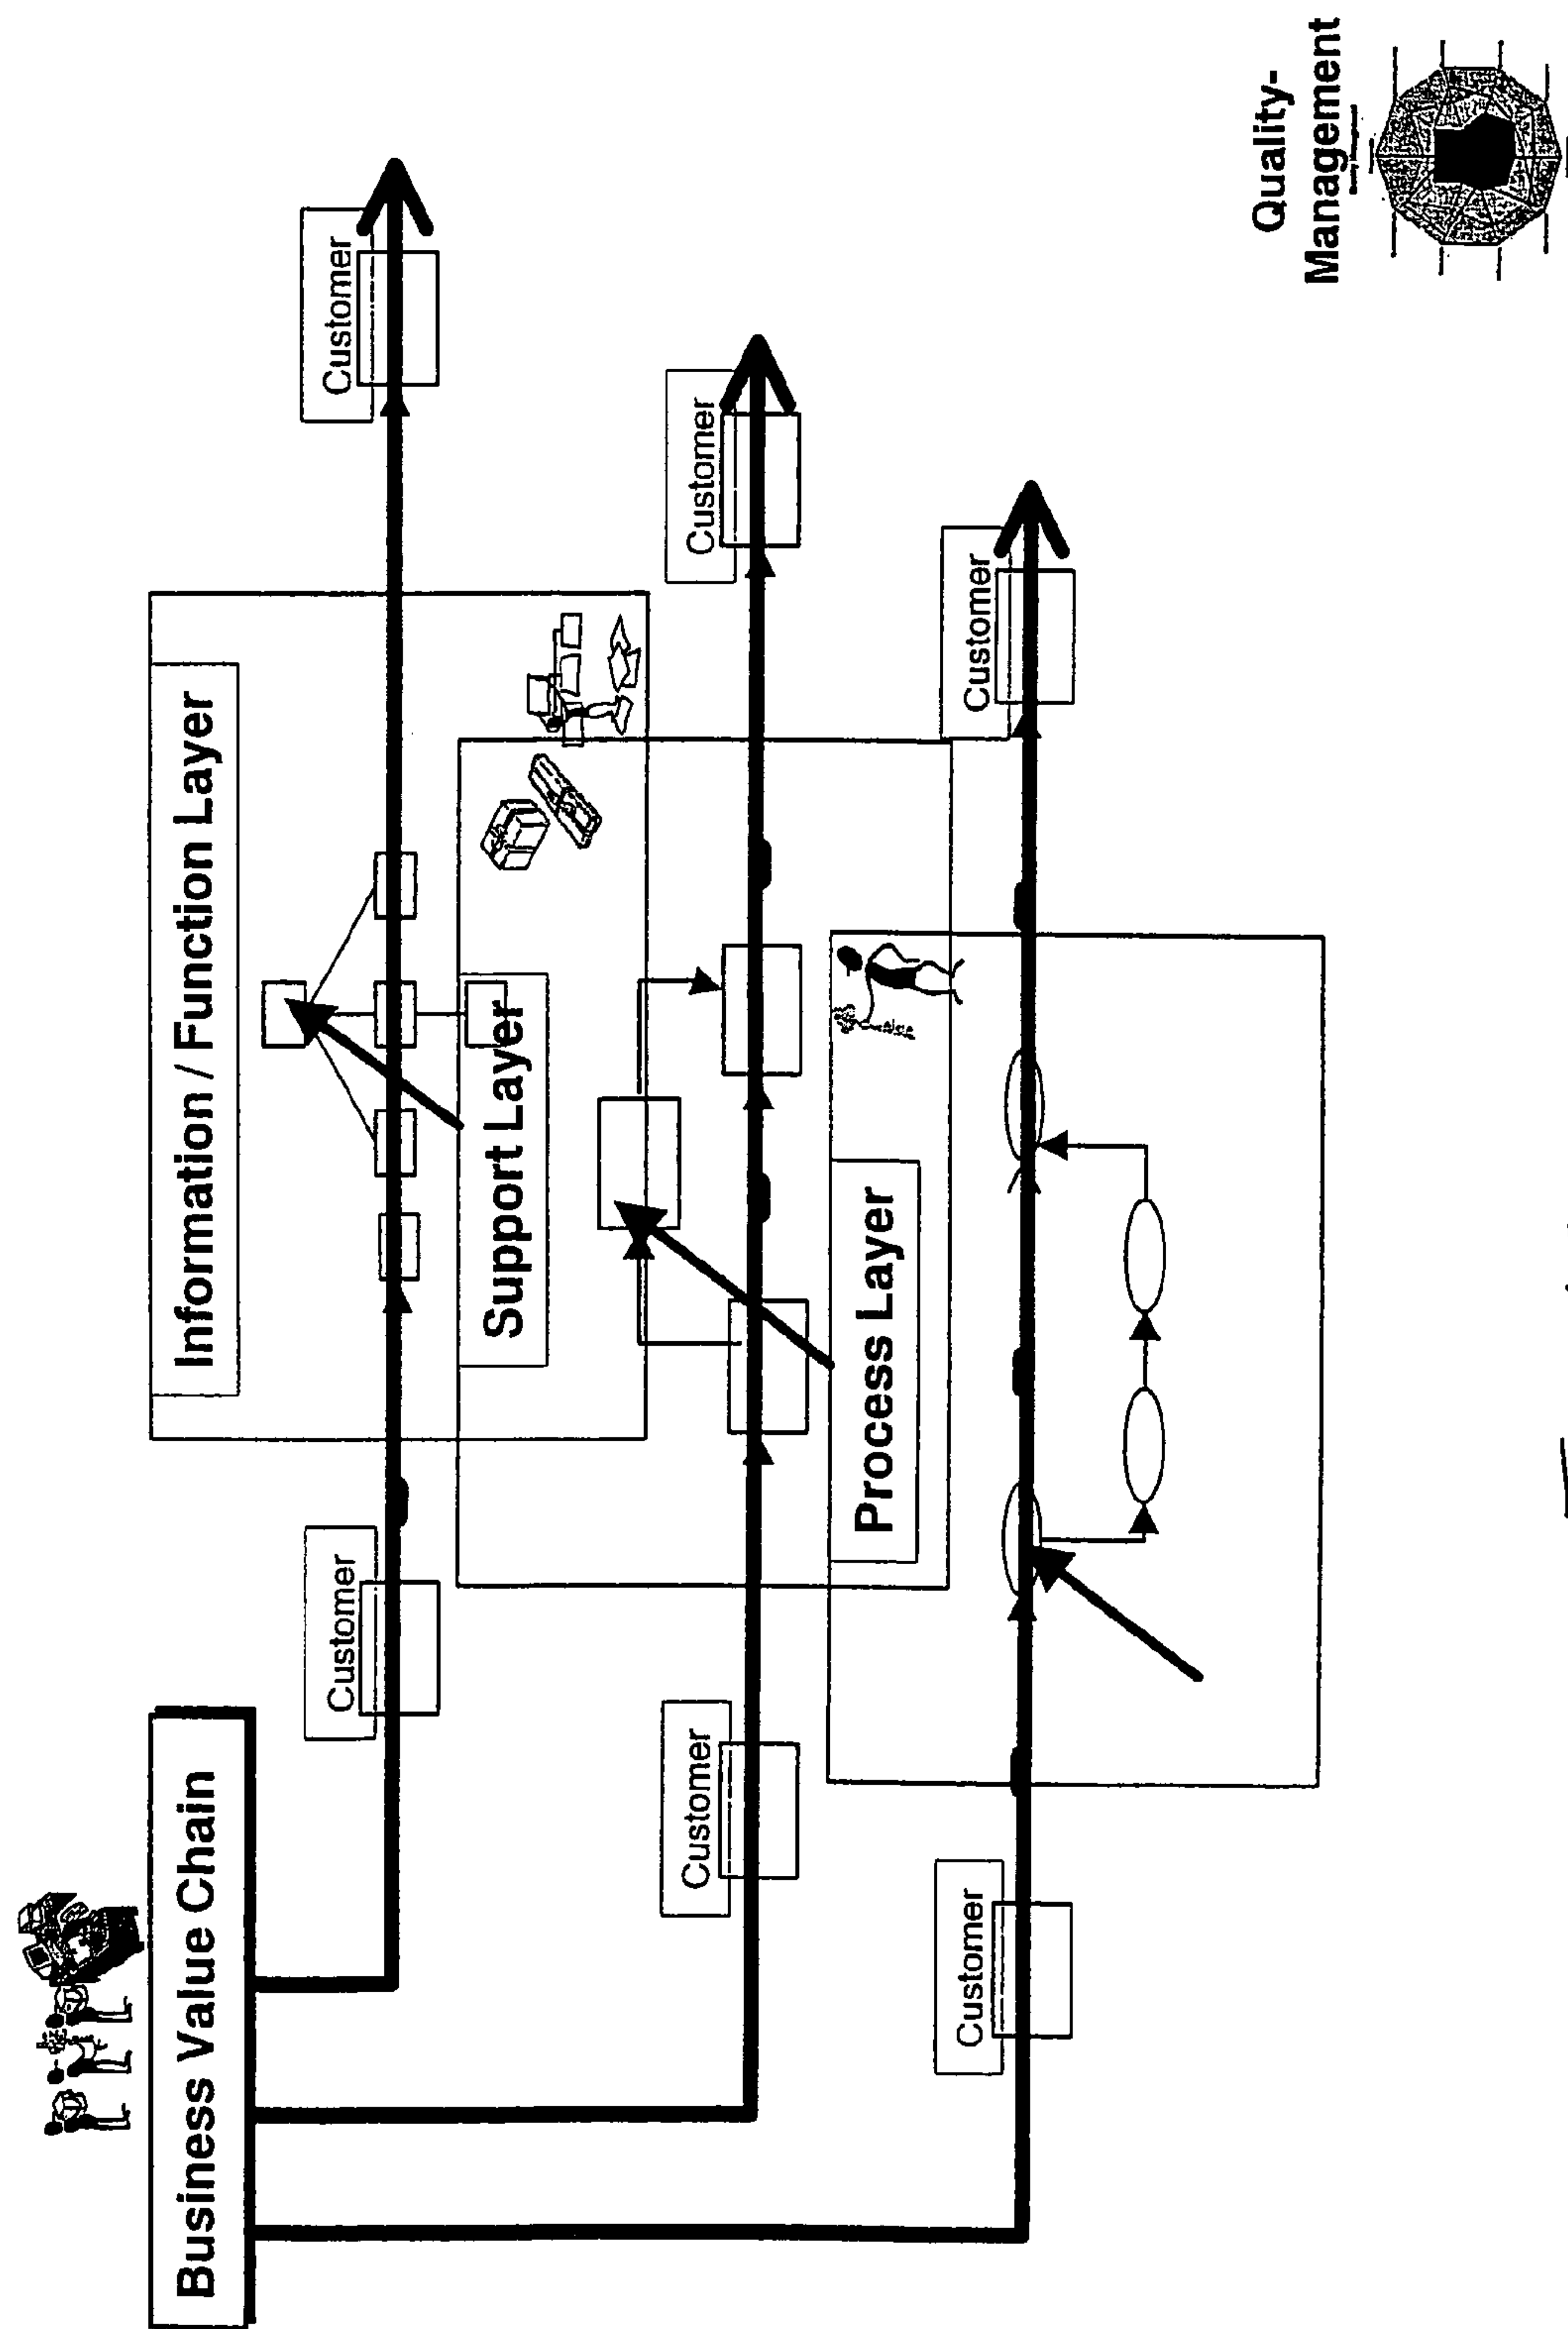 Business Value Chain
Customer
Information / Function Layer
Customer
Customer
Support Layer
Customer
Customer
Process Layer
Customer
Quality-
Management